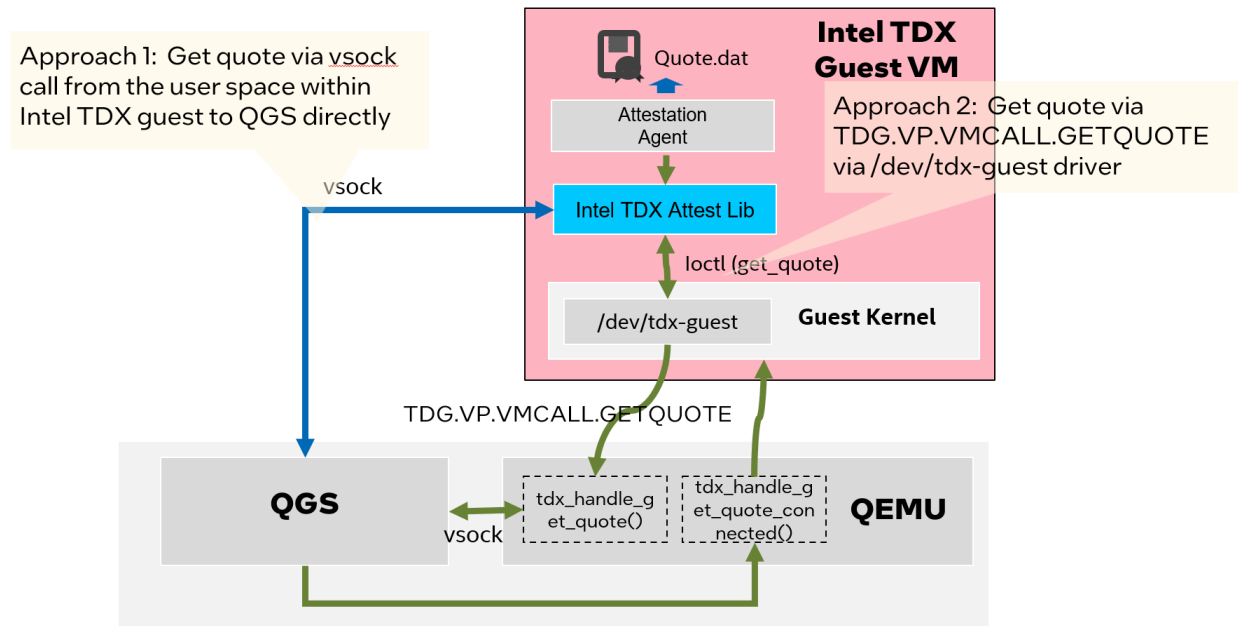 Approach 1:  Get quote via vsock
call from the user space within
Intel TDX guest to QGS directly
Intel TDX
Guest VM
Quote.dat
Attestation
Agent
Approach 2:  Get quote via
TDG.VP.VMCALL.GETQUOTE
via /dev/tdx-guest driver
vsock
Intel TDX Attest Lib
Ioctl (get_quote)
/dev/tdx-guest
Guest Kernel
TDG.VP.VMCALL.GETQUOTE
QGS
vsock
tdx_handle_g
et_quote()
tdx_handle_g
et_quote_con
nected()
QEMU